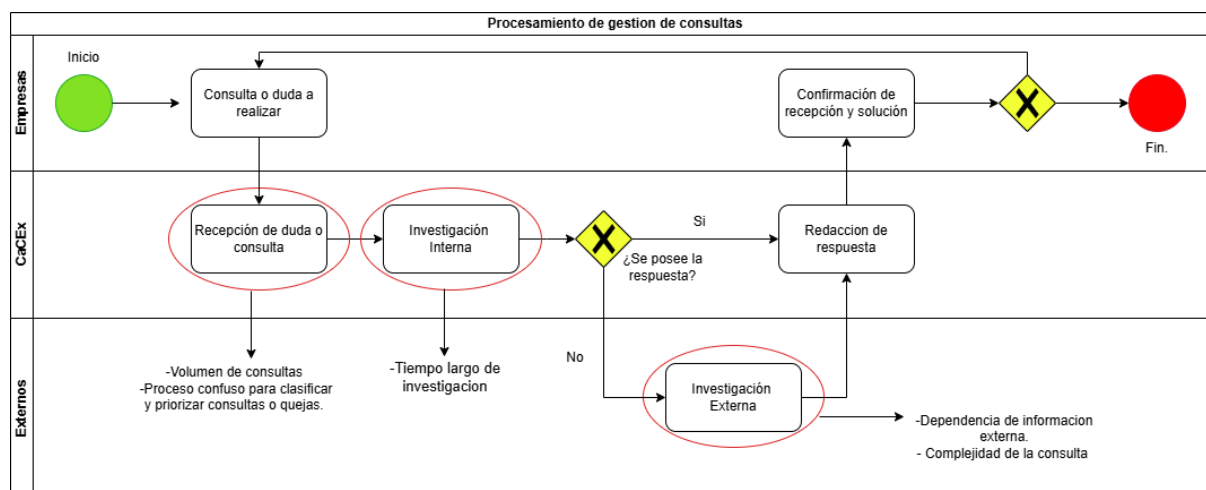 Procesamiento de gestion de consultas
Empresas
Inicio
Consulta o duda a
realizar
Confirmación de
recepción y solución
Fin.
CaCEx
Recepción de duda o
consulta
Investigación
Interna
Si
¿Se posee la
respuesta?
Redaccion de
respuesta
Externos
-Volumen de consultas
-Proceso confuso para clasificar
y priorizar consultas o quejas.
-Tiempo largo de
investigacion
No
Investigación
Externa
-Dependencia de informacion
externa.
- Complejidad de la consulta